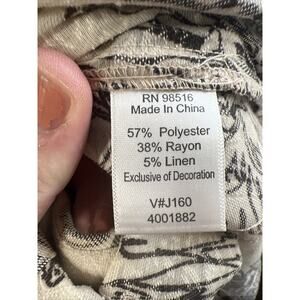 RN 98516
Made In China
57% Polyester
38% Rayon
5% Linen
Exclusive of Decoration
V#J160
4001882